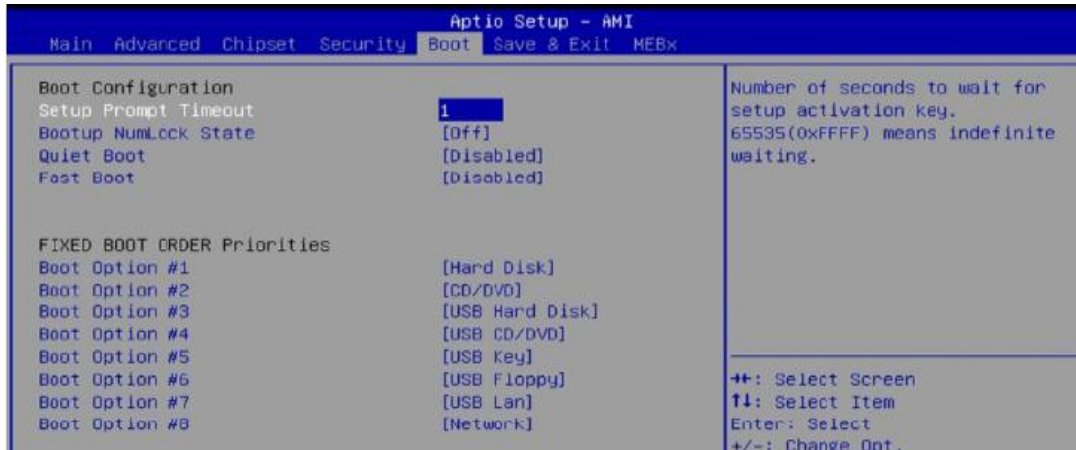 Aptio Setup - AMI
Main Advanced Chipset Security Boot Save & Exit MEBx
Boot Configuration
Setup Prompt Timeout 1
Bootup NumLock State [Off]
Quiet Boot [Disabled]
Fast Boot [Disabled]
FIXED BOOT ORDER Priorities
Boot Option #1 [Hard Disk]
Boot Option #2 [CD/DVD]
Boot Option #3 [USB Hard Disk]
Boot Option #4 [USB CD/DVD]
Boot Option #5 [USB Key]
Boot Option #6 [USB Floppy]
Boot Option #7 [USB Lan]
Boot Option #8 [Network]
Number of seconds to wait for
setup activation key.
65535(0xFFFF) means indefinite
waiting.
→←: Select Screen
↑↓: Select Item
Enter: Select
+/-: Change Opt.